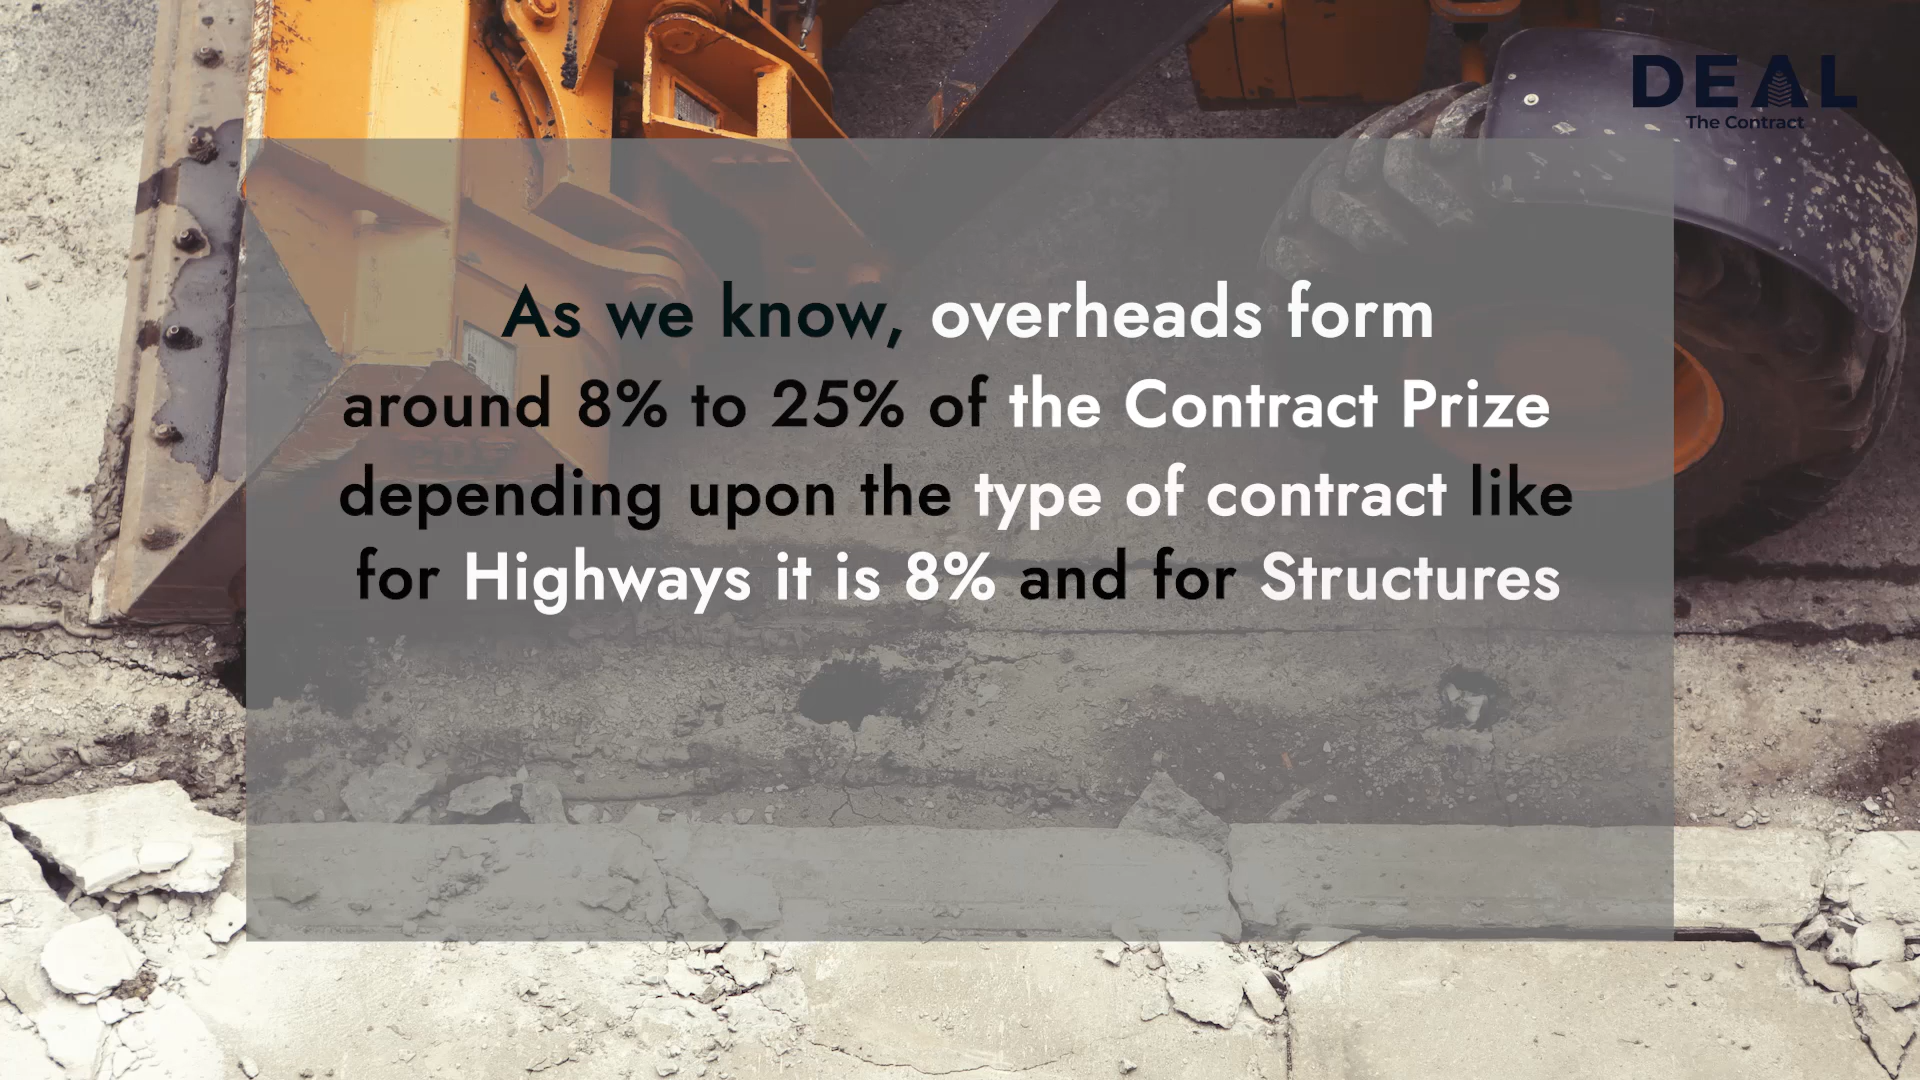 DEAL
The Contract
As we know, overheads form
around 8% to 25% of the Contract Prize
depending upon the type of contract like
for Highways it is 8% and for Structures